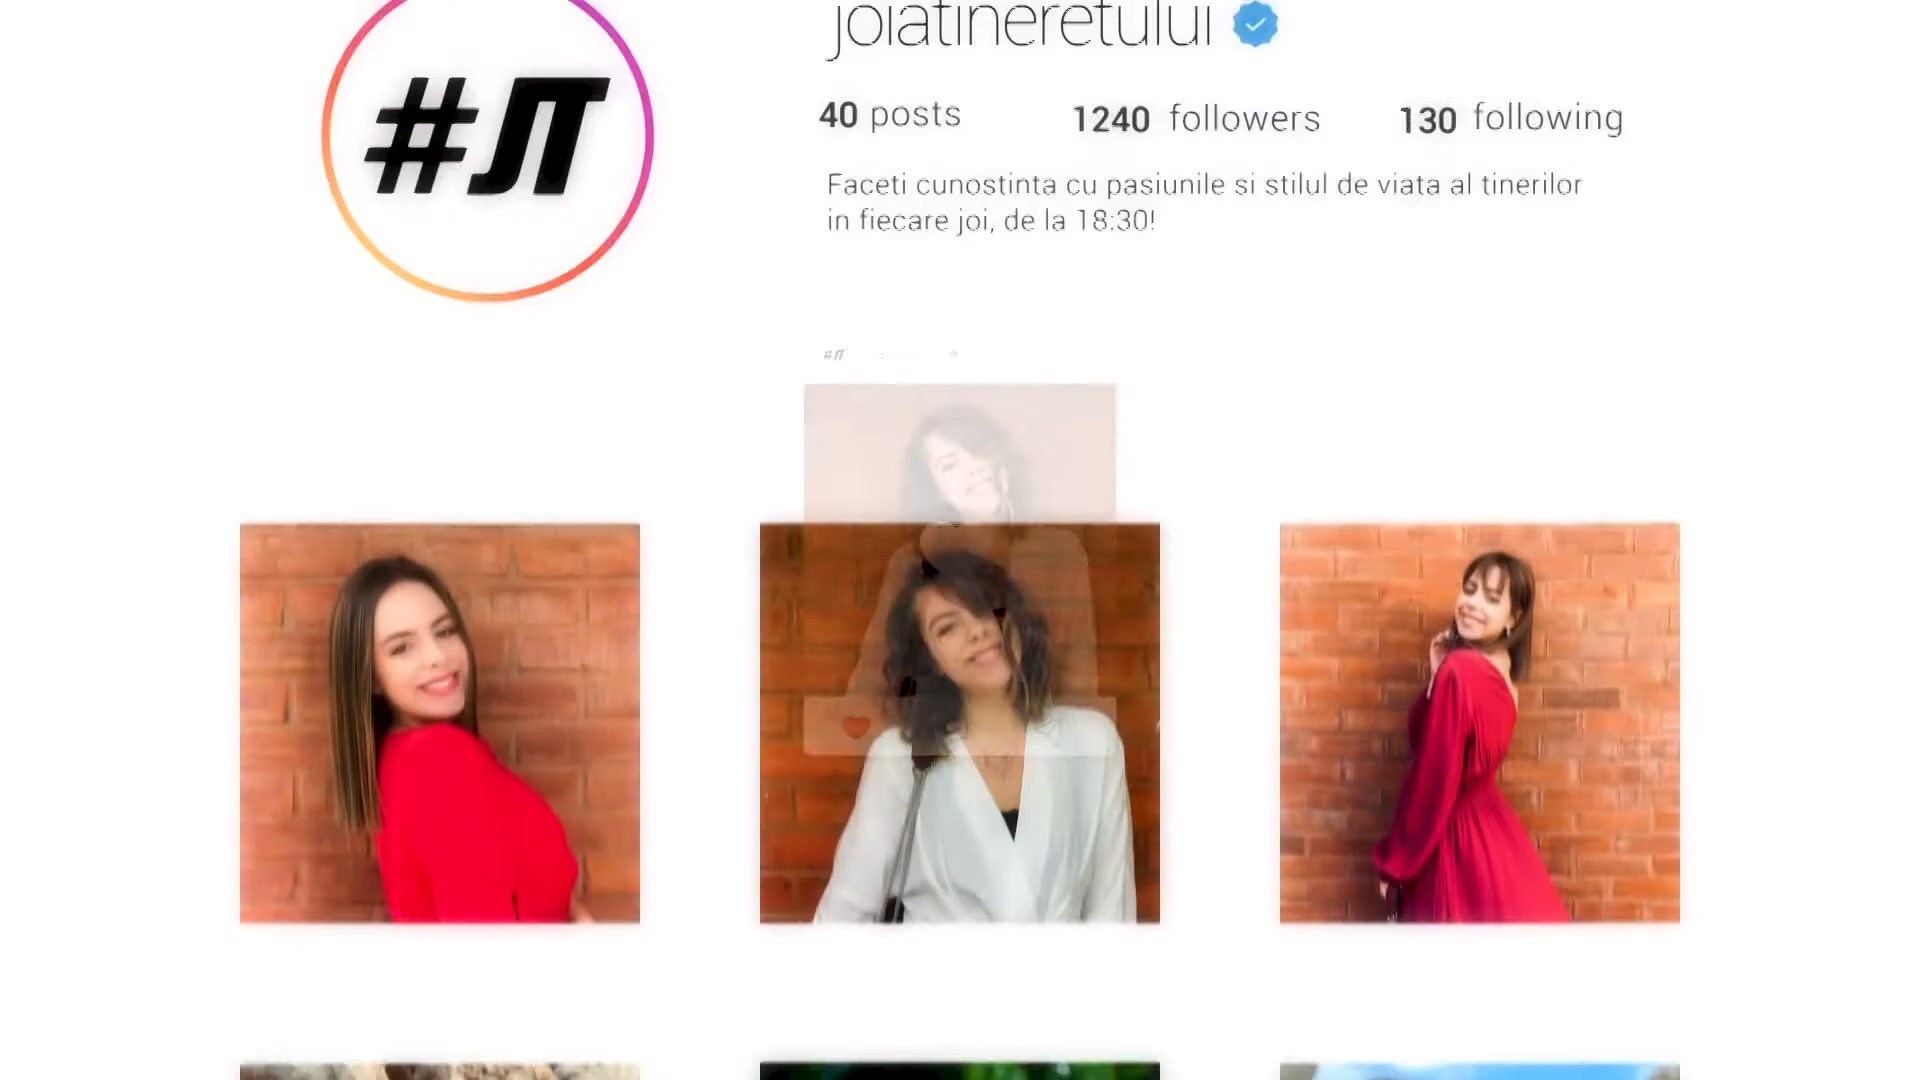 joiatineretului
#JT
40 posts 1240 followers 130 following
Faceti cunostinta cu pasiunile si stilul de viata al tinerilor
in fiecare joi, de la 18:30!
#JT